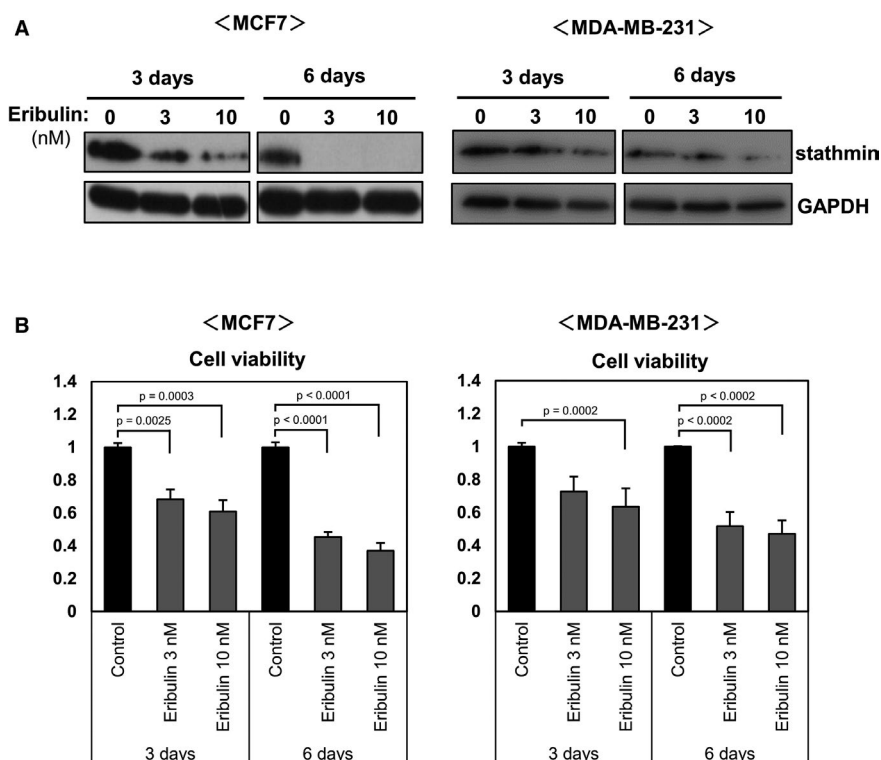 A
<MCF7>
<MDA-MB-231>
3 days
6 days
3 days
6 days
Eribulin:
(nM)
0 3 10 0 3 10 0 3 10 0 3 10
stathmin
GAPDH
B
<MCF7>
<MDA-MB-231>
Cell viability
Cell viability
1.4
1.2
1
0.8
0.6
0.4
0.2
0
p = 0.0003
p = 0.0025
p < 0.0001
p < 0.0001
Control
Eribulin 3 nM
Eribulin 10 nM
Control
Eribulin 3 nM
Eribulin 10 nM
3 days
6 days
1.4
1.2
1
0.8
0.6
0.4
0.2
0
p = 0.0002
p < 0.0002
p < 0.0002
Control
Eribulin 3 nM
Eribulin 10 nM
Control
Eribulin 3 nM
Eribulin 10 nM
3 days
6 days